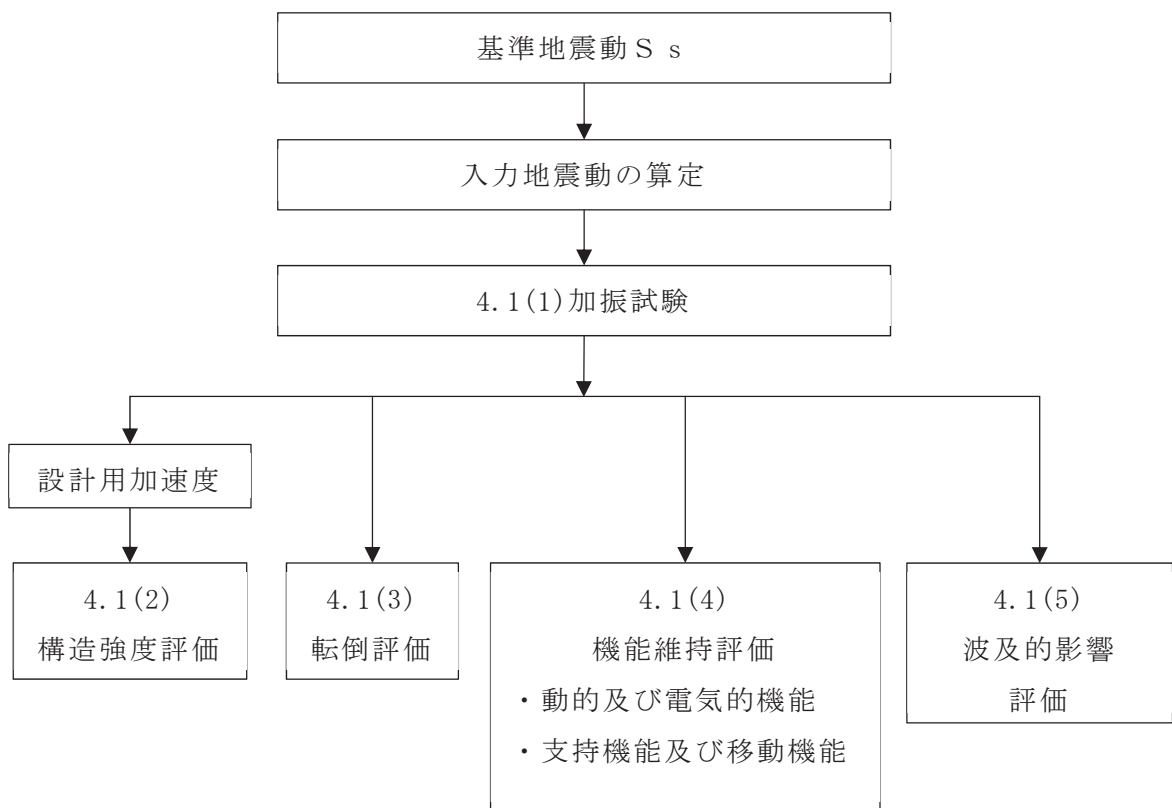 基準地震動Ｓｓ
入力地震動の算定
4.1(1)加振試験
設計用加速度
4.1(2)
構造強度評価
4.1(3)
転倒評価
4.1(4)
機能維持評価
・動的及び電気的機能
・支持機能及び移動機能
4.1(5)
波及的影響
評価